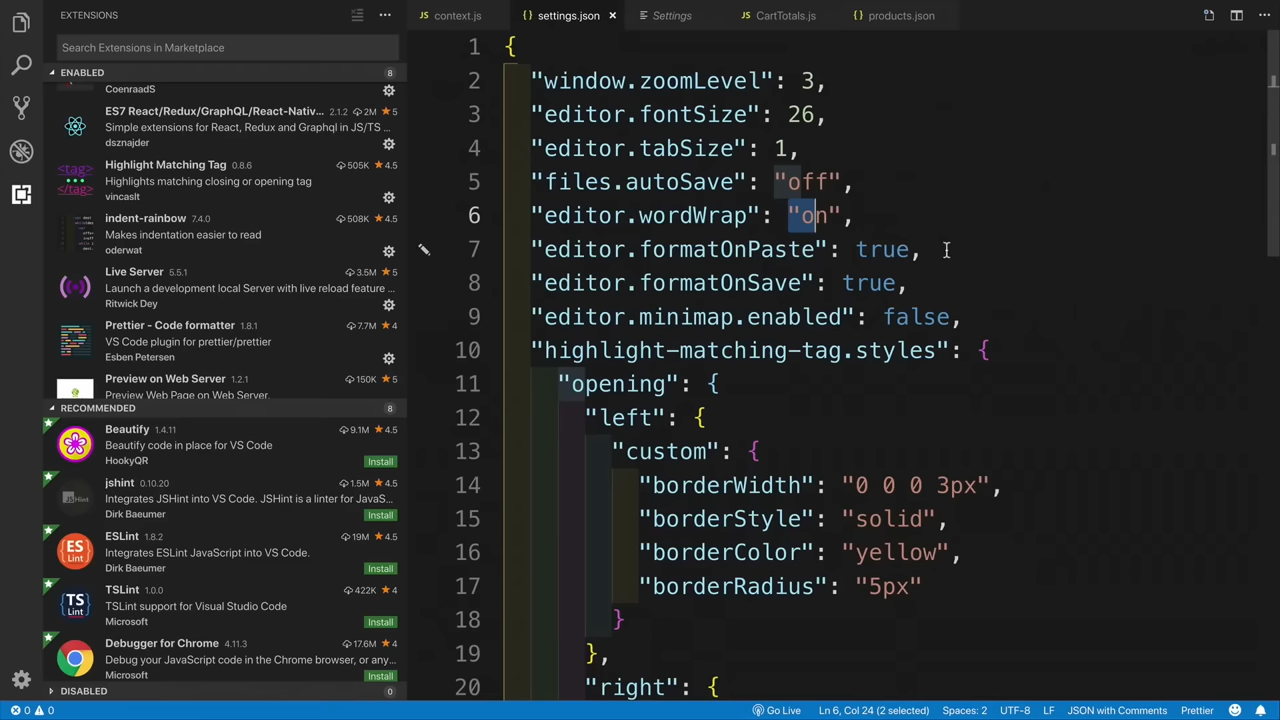 EXTENSIONS
Search Extensions in Marketplace
ENABLED 8
CoenraadS
ES7 React/Redux/GraphQL/React-Nativ... 2.1.2 2M 5
Simple extensions for React, Redux and Graphql in JS/TS ...
dsznajder
Highlight Matching Tag 0.8.6 505K 4.5
<tag>
</tag>
Highlights matching closing or opening tag
vincaslt
indent-rainbow 7.4.0 508K 4.5
Makes indentation easier to read
oderwat
Live Server 5.5.1 3.5M 5
Launch a development local Server with live reload feature ...
Ritwick Dey
Prettier - Code formatter 1.8.1 7.7M 4
VS Code plugin for prettier/prettier
Esben Petersen
Preview on Web Server 1.2.1 150K 5
Preview Web Page on Web Server.
RECOMMENDED 8
Beautify 1.4.11 9.1M 4.5
Beautify code in place for VS Code
HookyQR Install
jshint 0.10.20 1.5M 4.5
Integrates JSHint into VS Code. JSHint is a linter for JavaS...
Dirk Baeumer Install
ESLint 1.8.2 19M 4.5
ES
Lint
Integrates ESLint JavaScript into VS Code.
Dirk Baeumer Install
TSLint 1.0.0 422K 4
TS
Lint
TSLint support for Visual Studio Code
Microsoft Install
Debugger for Chrome 4.11.3 17.6M 4
Debug your JavaScript code in the Chrome browser, or any...
Microsoft Install
DISABLED 0
JS context.js {} settings.json × Settings JS CartTotals.js {} products.json
1 {
2 "window.zoomLevel": 3,
3 "editor.fontSize": 26,
4 "editor.tabSize": 1,
5 "files.autoSave": "off",
6 "editor.wordWrap": "on",
7 "editor.formatOnPaste": true,
8 "editor.formatOnSave": true,
9 "editor.minimap.enabled": false,
10 "highlight-matching-tag.styles": {
11 "opening": {
12 "left": {
13 "custom": {
14 "borderWidth": "0 0 0 3px",
15 "borderStyle": "solid",
16 "borderColor": "yellow",
17 "borderRadius": "5px"
18 }
19 },
20 "right": {
0 0 Go Live Ln 6, Col 24 (2 selected) Spaces: 2 UTF-8 LF JSON with Comments Prettier